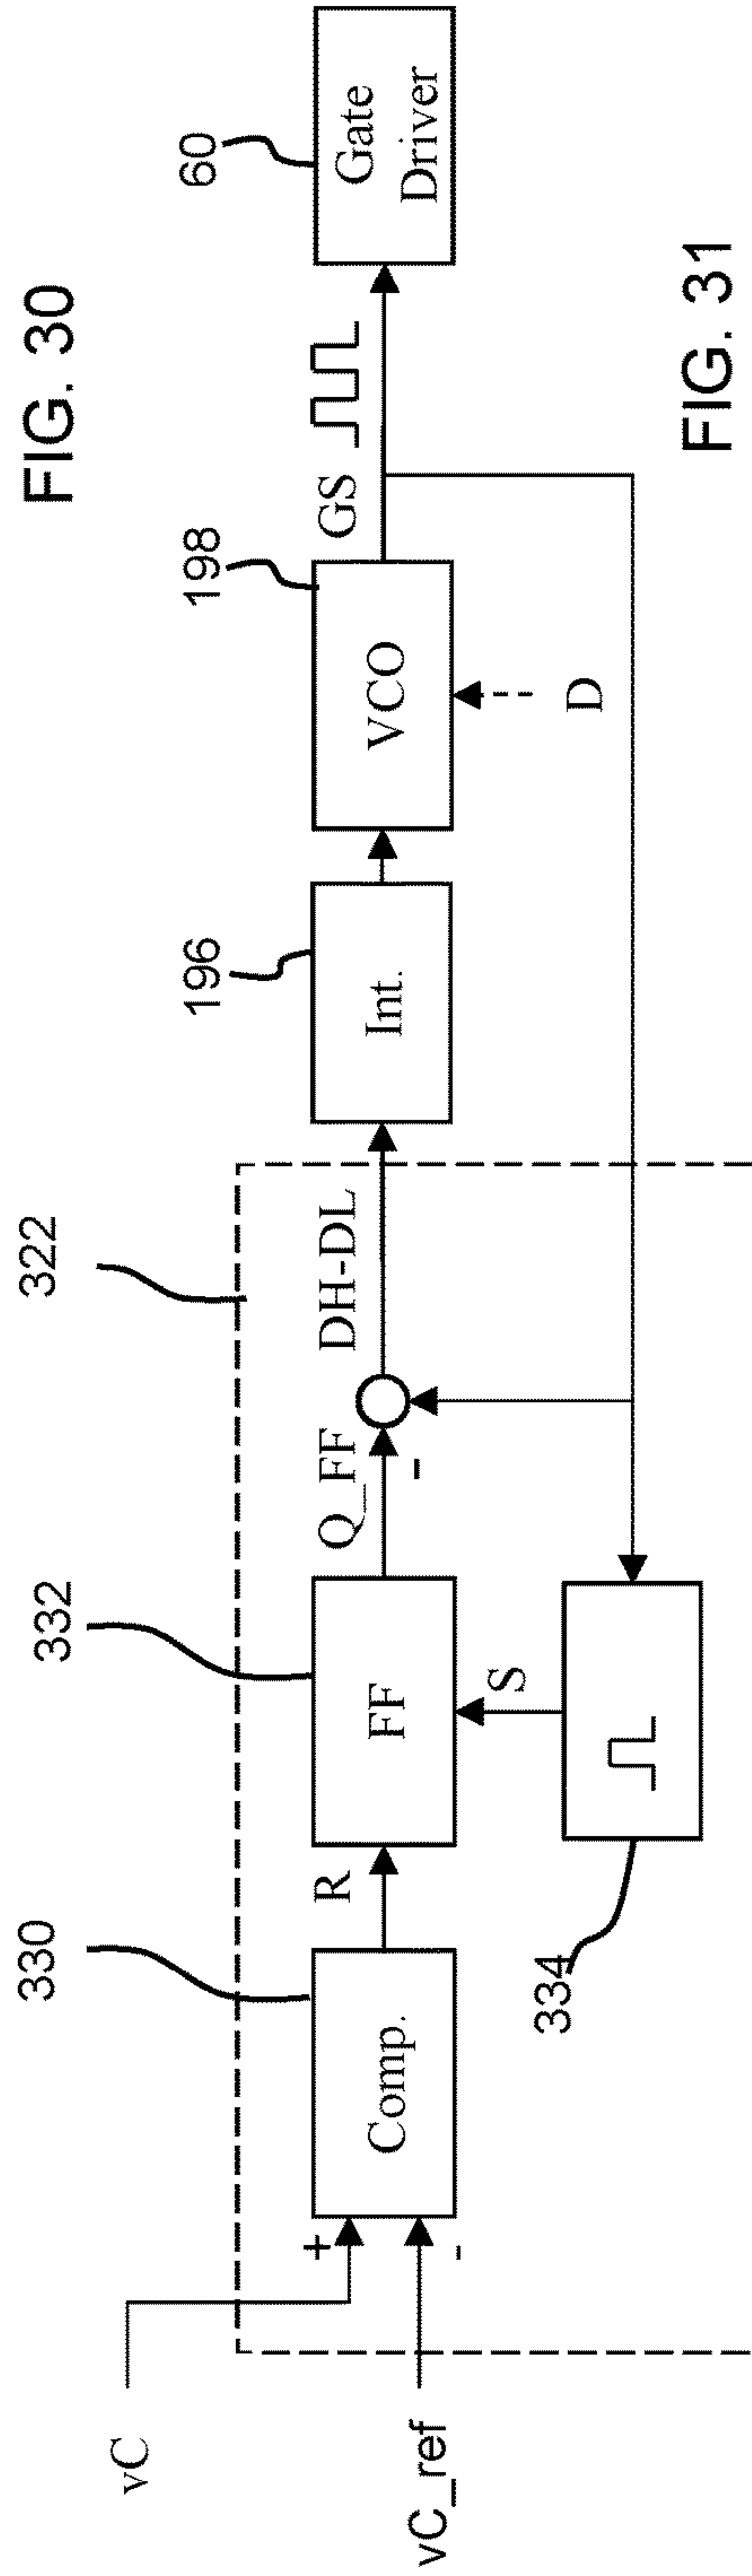 FIG. 30
322
330
332
196
198
60
vC
vC_ref
+
-
Comp.
R
FF
Q_FF
-
DH-DL
Int.
VCO
GS
Gate
Driver
S
D
334
FIG. 31